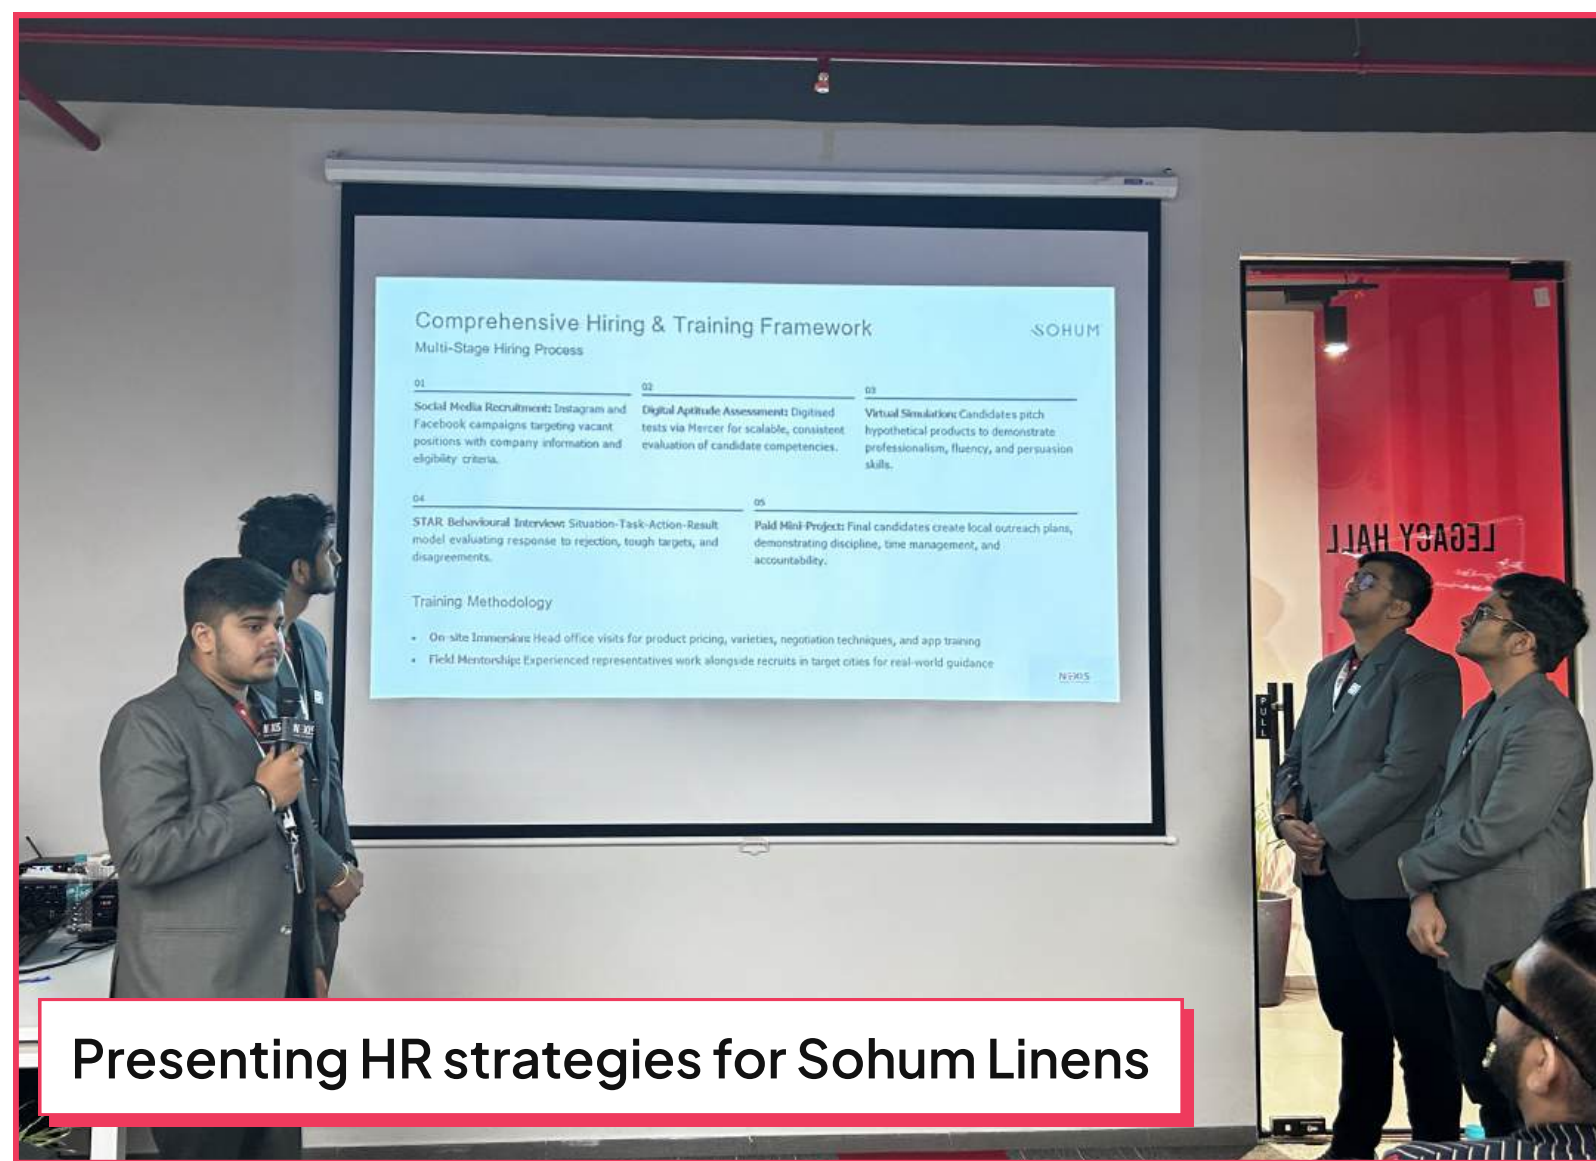 Comprehensive Hiring & Training Framework
SOHUM
Multi-Stage Hiring Process
01
Social Media Recruitment: Instagram and
Facebook campaigns targeting vacant
positions with company information and
eligibility criteria.
02
Digital Aptitude Assessment: Digitised
tests via Mercer for scalable, consistent
evaluation of candidate competencies.
03
Virtual Simulation: Candidates pitch
hypothetical products to demonstrate
professionalism, fluency, and persuasion
skills.
04
STAR Behavioural Interview: Situation-Task-Action-Result
model evaluating response to rejection, tough targets, and
disagreements.
05
Paid Mini-Project: Final candidates create local outreach plans,
demonstrating discipline, time management, and
accountability.
Training Methodology
• On-site Immersion: Head office visits for product pricing, varieties, negotiation techniques, and app training
• Field Mentorship: Experienced representatives work alongside recruits in target cities for real-world guidance
NEXIS
LEGACY HALL
PULL
NEXIS NEXIS
Presenting HR strategies for Sohum Linens